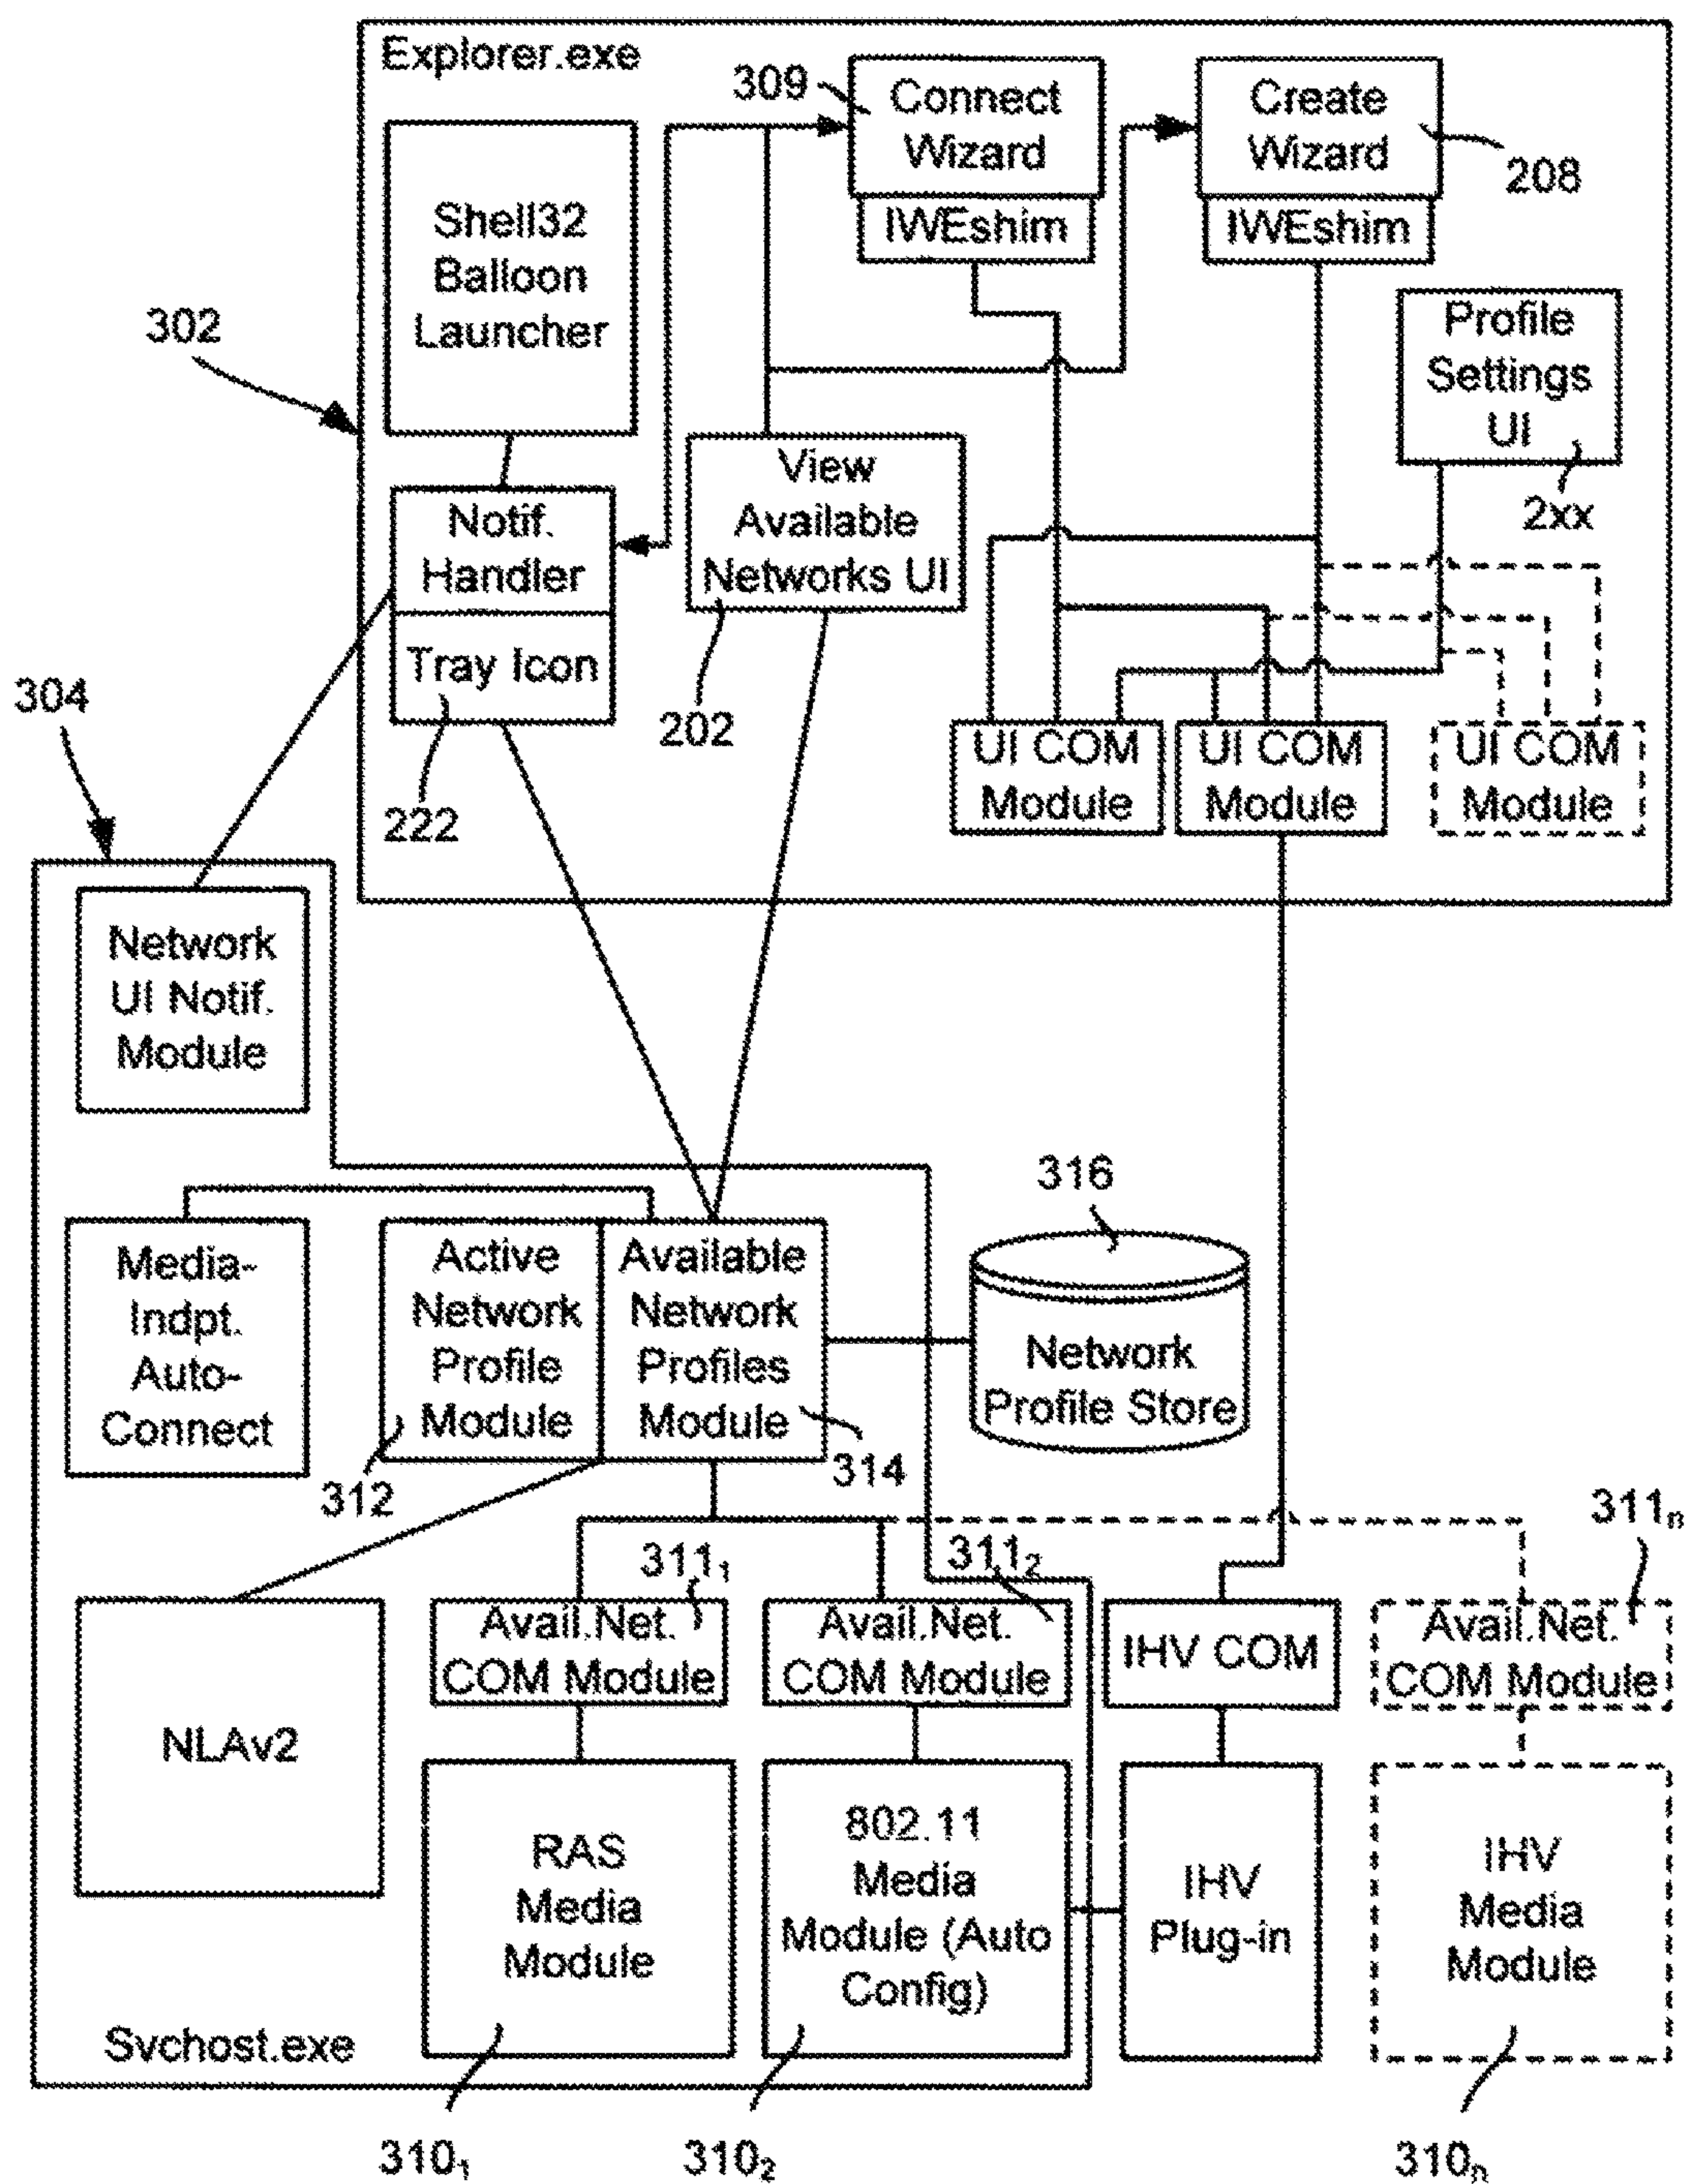 Explorer.exe
309
Connect
Wizard
IWEshim
Create
Wizard
IWEshim
208
Shell32
Balloon
Launcher
302
Profile
Settings
UI
2xx
Notif.
Handler
Tray Icon
222
View
Available
Networks UI
202
304
UI COM
Module
UI COM
Module
UI COM
Module
Network
UI Notif.
Module
316
Media-
Indpt.
Auto-
Connect
Active
Network
Profile
Module
312
Available
Network
Profiles
Module
314
Network
Profile Store
311₁
311₂
311ₙ
NLAv2
Avail.Net.
COM Module
Avail.Net.
COM Module
IHV COM
Avail.Net.
COM Module
RAS
Media
Module
802.11
Media
Module (Auto
Config)
IHV
Plug-in
IHV
Media
Module
Svchost.exe
310₁
310₂
310ₙ